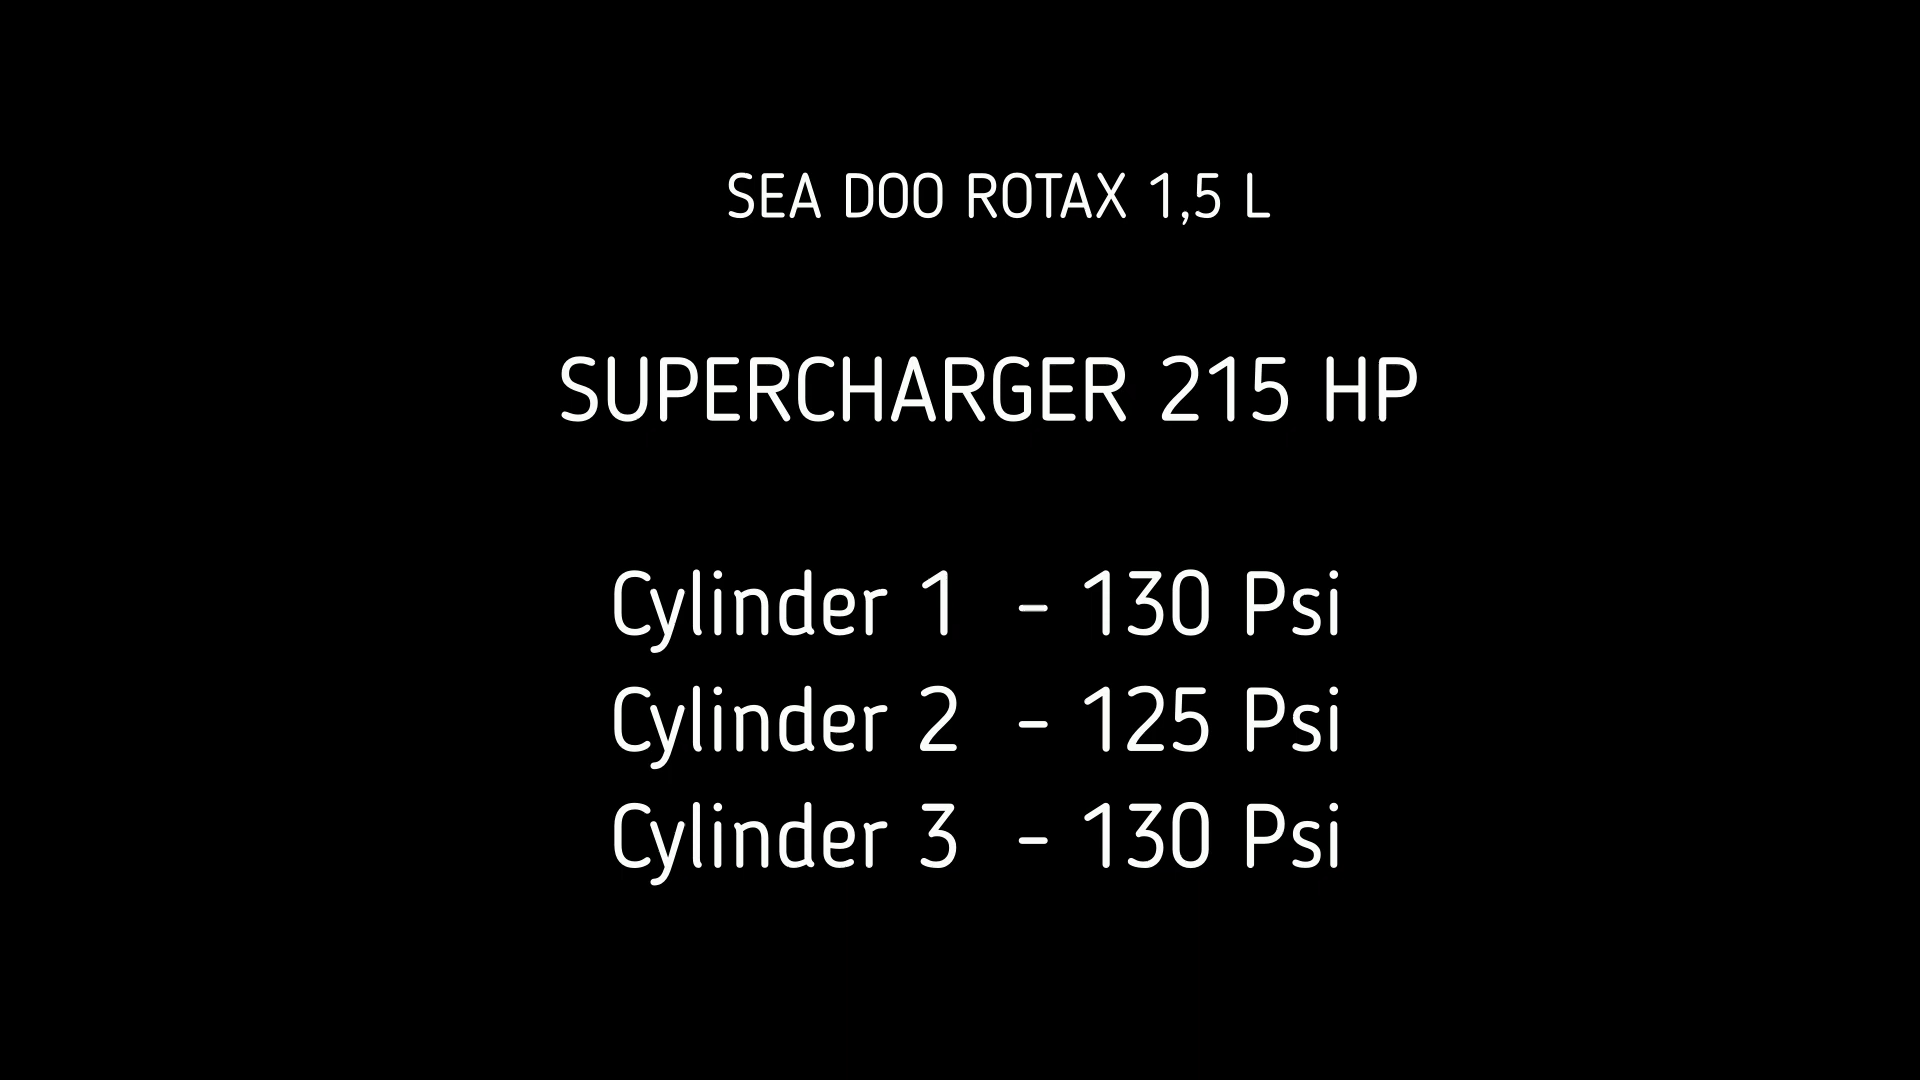 SEA DOO ROTAX 1,5 L
SUPERCHARGER 215 HP
Cylinder 1 - 130 Psi
Cylinder 2 - 125 Psi
Cylinder 3 - 130 Psi